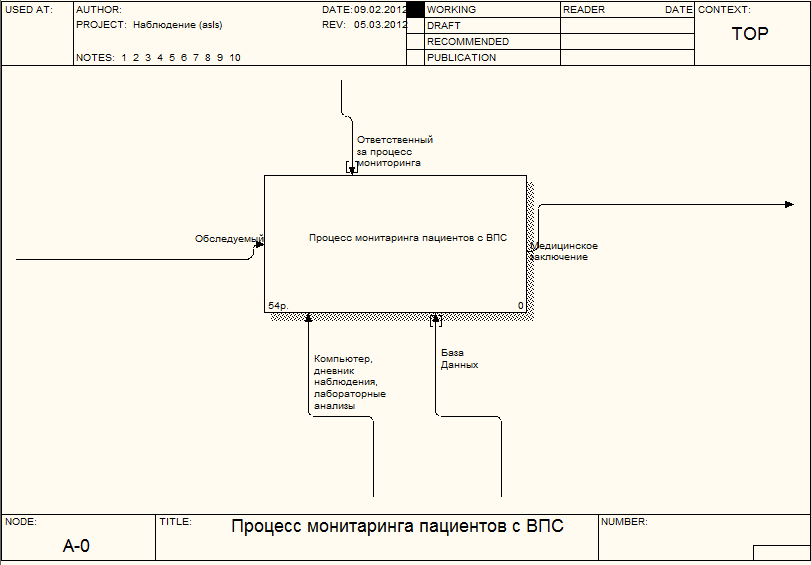 USED AT: AUTHOR: DATE: 09.02.2012 WORKING READER DATE CONTEXT:
PROJECT: Наблюдение (asls) REV: 05.03.2012 DRAFT TOP
RECOMMENDED
NOTES: 1 2 3 4 5 6 7 8 9 10 PUBLICATION
Ответственный
за процесс
мониторинга
Обследуемый
Процесс монитаринга пациентов с ВПС
Медицинское
заключение
54р. 0
Компьютер,
дневник
наблюдения,
лабораторные
анализы
База
Данных
NODE: TITLE: Процесс монитаринга пациентов с ВПС NUMBER:
A-0